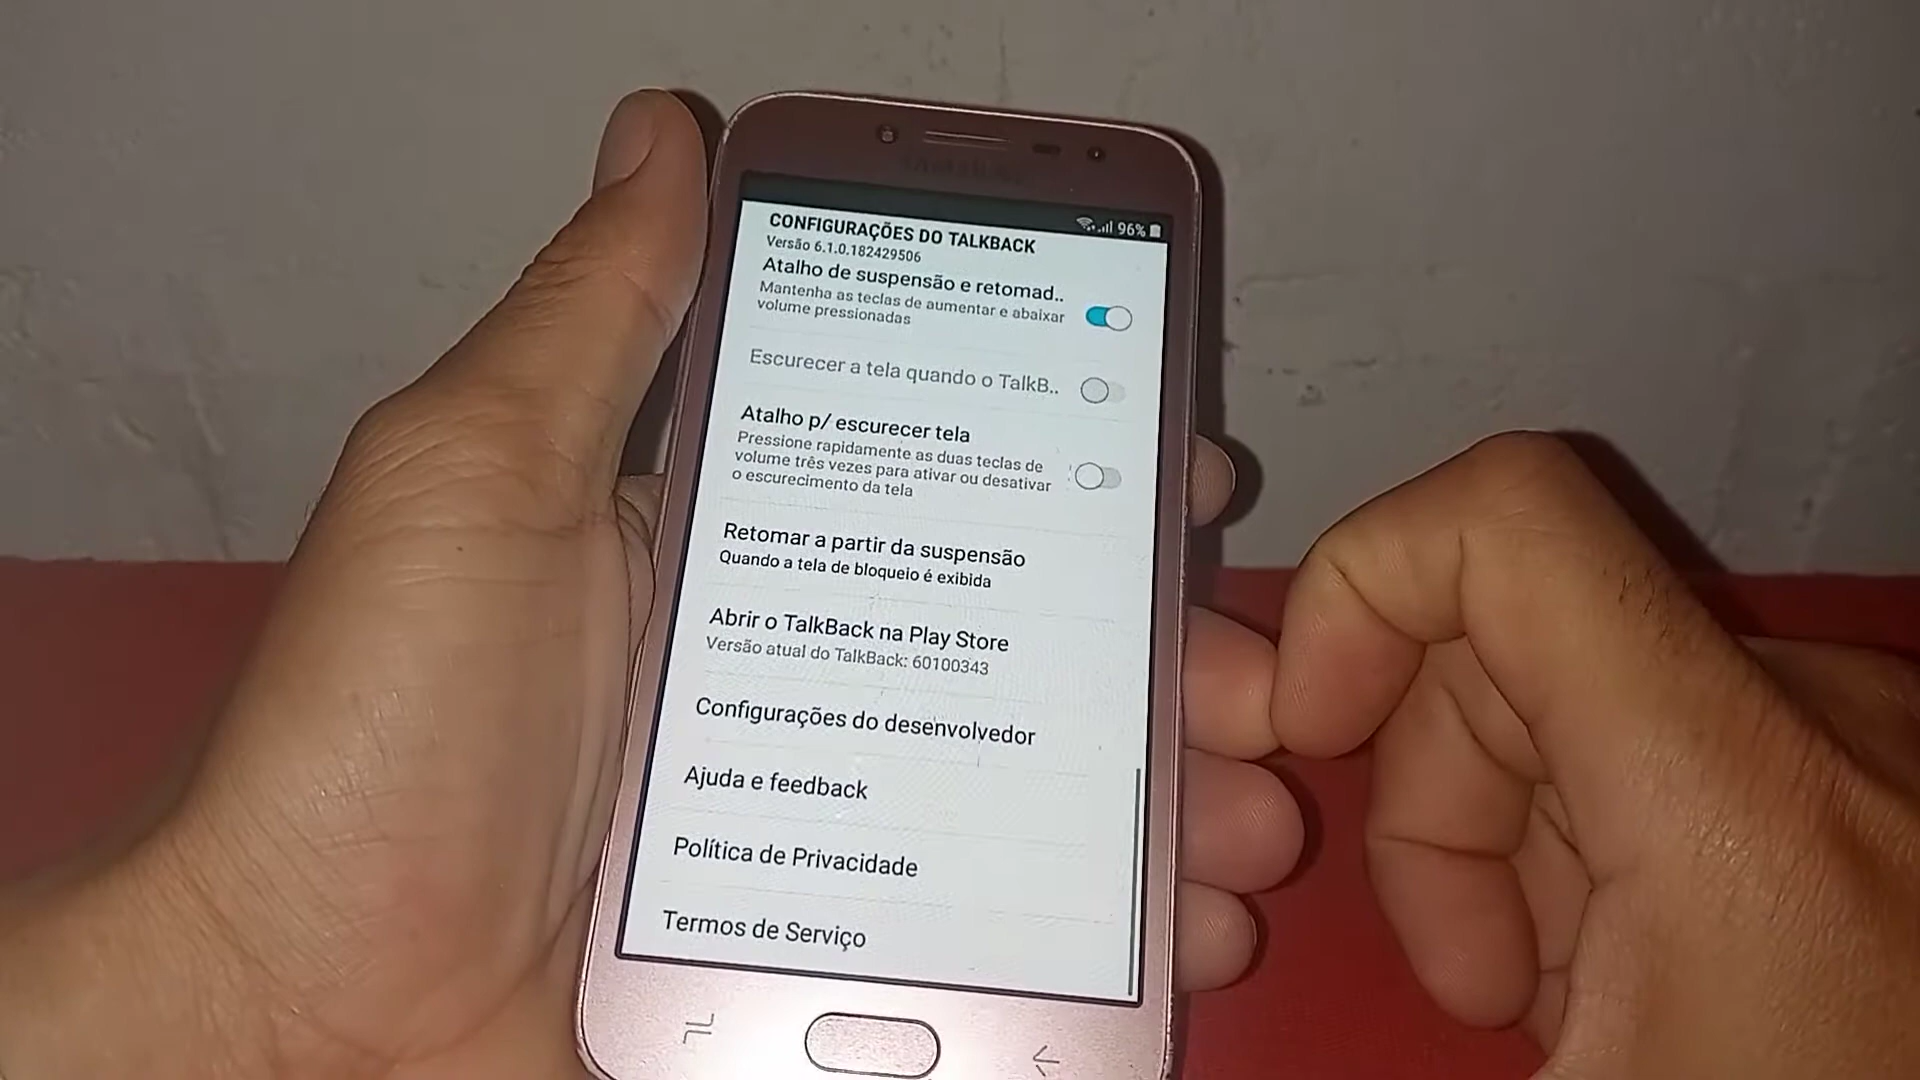 96%
CONFIGURAÇÕES DO TALKBACK
Versão 6.1.0.182429506
Atalho de suspensão e retomad..
Mantenha as teclas de aumentar e abaixar
volume pressionadas
Escurecer a tela quando o TalkB..
Atalho p/ escurecer tela
Pressione rapidamente as duas teclas de
volume três vezes para ativar ou desativar
o escurecimento da tela
Retomar a partir da suspensão
Quando a tela de bloqueio é exibida
Abrir o TalkBack na Play Store
Versão atual do TalkBack: 60100343
Configurações do desenvolvedor
Ajuda e feedback
Política de Privacidade
Termos de Serviço